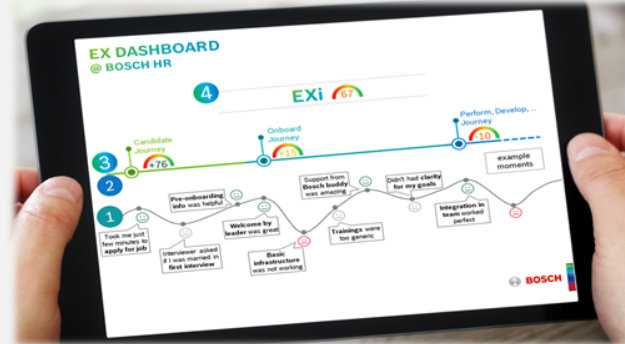 EX DASHBOARD
@ BOSCH HR
4
EXi
67
3
2
1
Candidate
Journey
+76
Onboard
Journey
+15
Perform, Develop, ..
Journey
-10
example
moments
Took me just
few minutes to
apply for job
Pre-onboarding
info was helpful
Interviewer asked
if I was married in
first interview
Welcome by
leader was great
Basic
infrastructure
was not working
Support from
Bosch buddy
was amazing
Trainings were
too generic
Didn't had clarity
for my goals
Integration in
team worked
perfect
BOSCH